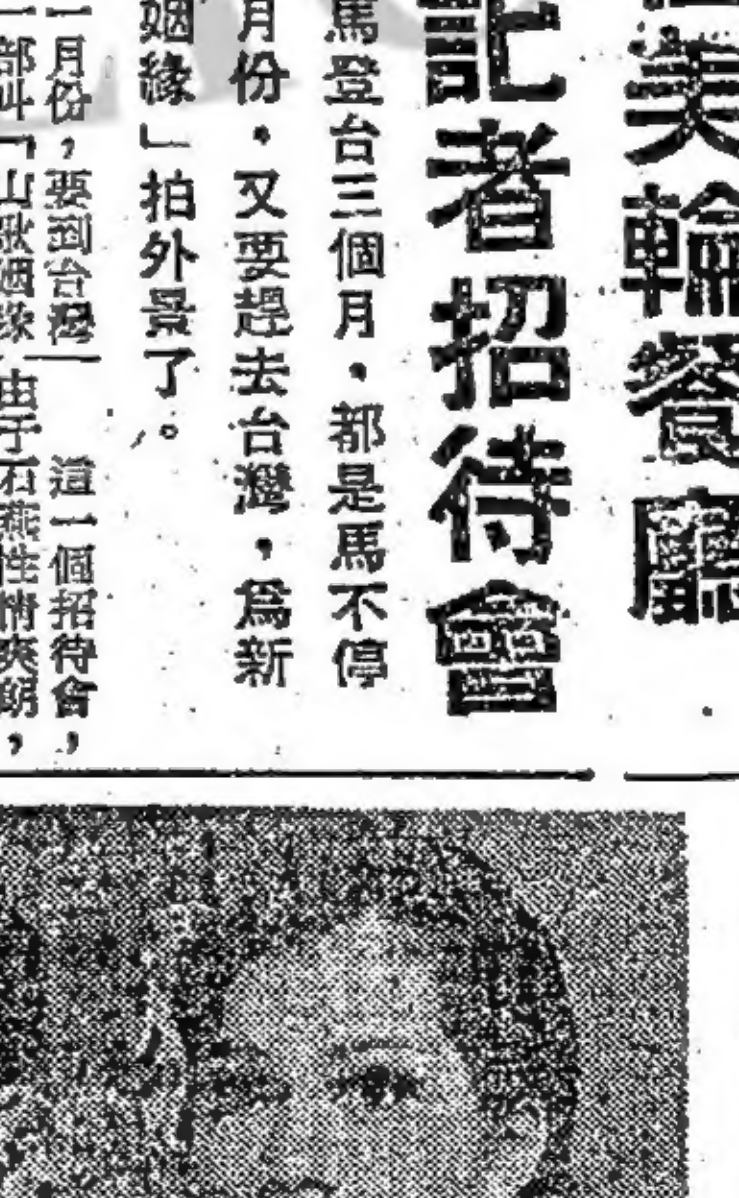 美輪餐廳
記者招待會
馬登台三個月，都是馬不停
月份，又要趕去台灣，爲新
姻緣」拍外景了。
一月份，要到台灣
這一個招待會，
一部叫「山歌姻緣
由于石燕性情爽朗，